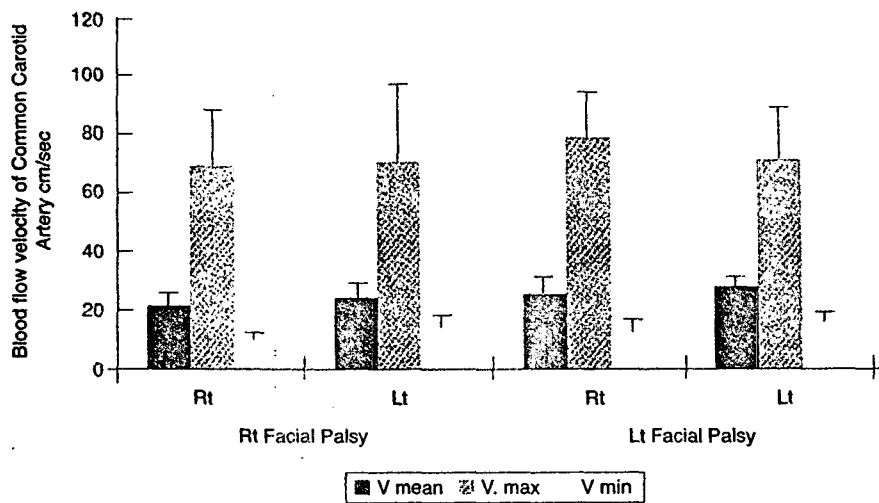 Blood flow velocity of Common Carotid
Artery cm/sec
120
100
80
60
40
20
0
Rt
Lt
Rt
Lt
Rt Facial Palsy
Lt Facial Palsy
V mean
V. max
V min